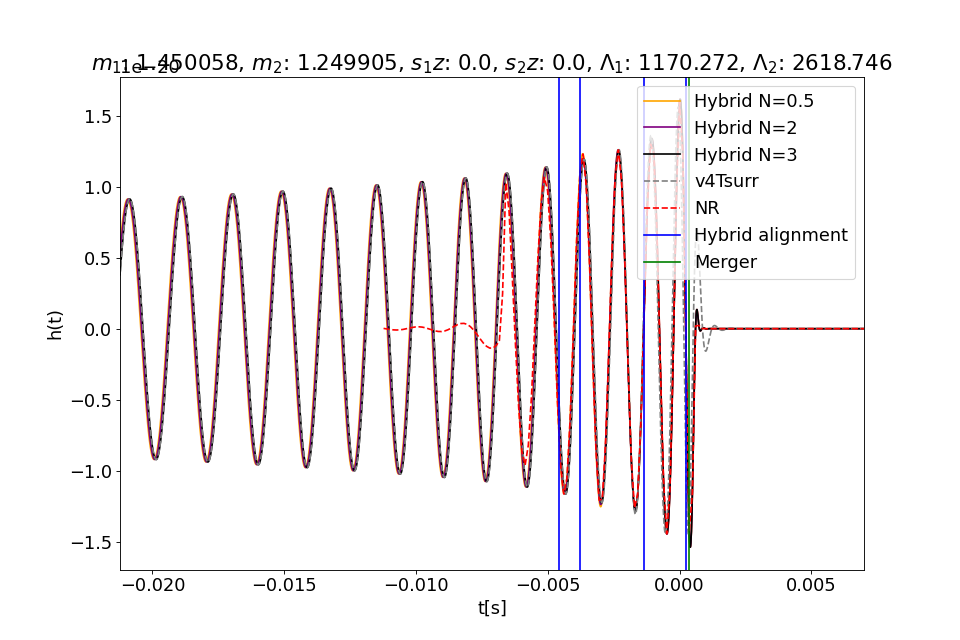 m₁: 1.450058, m₂: 1.249905, s₁z: 0.0, s₂z: 0.0, Λ₁: 1170.272, Λ₂: 2618.746
1e−20
Hybrid N=0.5
Hybrid N=2
Hybrid N=3
v4Tsurr
NR
Hybrid alignment
Merger
1.5
1.0
0.5
0.0
−0.5
−1.0
−1.5
h(t)
−0.020 −0.015 −0.010 −0.005 0.000 0.005
t[s]